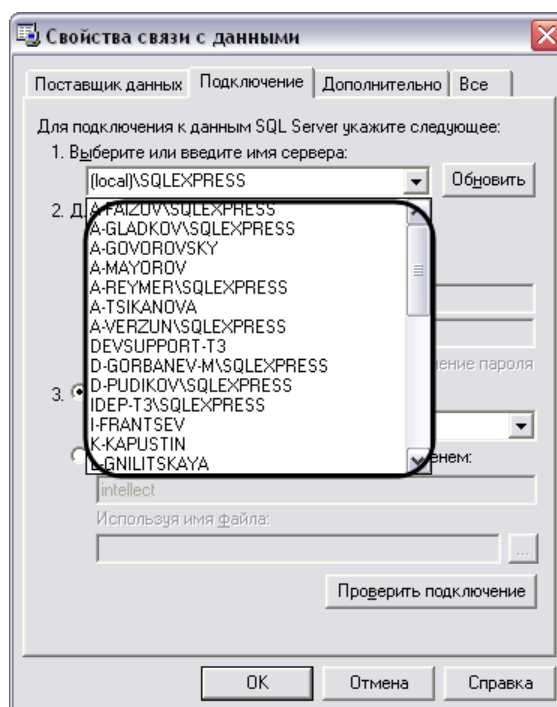 Свойства связи с данными
Поставщик данных Подключение Дополнительно Все
Для подключения к данным SQL Server укажите следующее:
1. Выберите или введите имя сервера:
(local)\SQLEXPRESS Обновить
2. Д
A-FAIZOV\SQLEXPRESS
A-GLADKOV\SQLEXPRESS
A-GOVOROVSKY
A-MAYOROV
A-REYMER\SQLEXPRESS
A-TSIKANOVA
A-VERZUN\SQLEXPRESS
DEVSUPPORT-T3
D-GORBANEV-M\SQLEXPRESS
ение пароля
D-PUDIKOV\SQLEXPRESS
3.
IDEP-T3\SQLEXPRESS
I-FRANTSEV
K-KAPUSTIN
енем:
L-GNILITSKAYA
intellect
Используя имя файла:
...
Проверить подключение
OK Отмена Справка